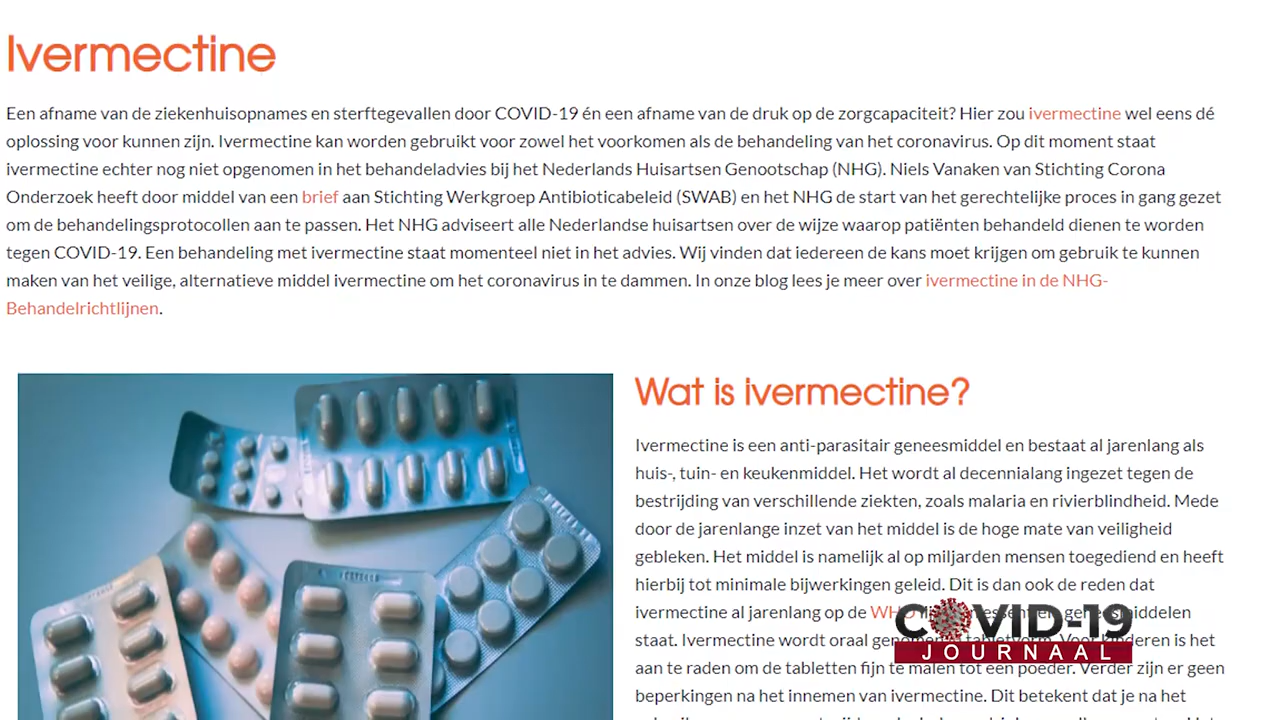 Ivermectine
Een afname van de ziekenhuisopnames en sterftegevallen door COVID-19 én een afname van de druk op de zorgcapaciteit? Hier zou ivermectine wel eens dé
oplossing voor kunnen zijn. Ivermectine kan worden gebruikt voor zowel het voorkomen als de behandeling van het coronavirus. Op dit moment staat
ivermectine echter nog niet opgenomen in het behandeladvies bij het Nederlands Huisartsen Genootschap (NHG). Niels Vanaken van Stichting Corona
Onderzoek heeft door middel van een brief aan Stichting Werkgroep Antibioticabeleid (SWAB) en het NHG de start van het gerechtelijke proces in gang gezet
om de behandelingsprotocollen aan te passen. Het NHG adviseert alle Nederlandse huisartsen over de wijze waarop patiënten behandeld dienen te worden
tegen COVID-19. Een behandeling met ivermectine staat momenteel niet in het advies. Wij vinden dat iedereen de kans moet krijgen om gebruik te kunnen
maken van het veilige, alternatieve middel ivermectine om het coronavirus in te dammen. In onze blog lees je meer over ivermectine in de NHG-
Behandelrichtlijnen.
Wat is ivermectine?
Ivermectine is een anti-parasitair geneesmiddel en bestaat al jarenlang als
huis-, tuin- en keukenmiddel. Het wordt al decennialang ingezet tegen de
bestrijding van verschillende ziekten, zoals malaria en rivierblindheid. Mede
door de jarenlange inzet van het middel is de hoge mate van veiligheid
gebleken. Het middel is namelijk al op miljarden mensen toegediend en heeft
hierbij tot minimale bijwerkingen geleid. Dit is dan ook de reden dat
ivermectine al jarenlang op de
staat. Ivermectine wordt oraal tabletvorm. Voor kinderen is het
aan te raden om de tabletten fijn te malen tot een poeder. Verder zijn er geen
beperkingen na het innemen van ivermectine. Dit betekent dat je na het
COVID-19
JOURNAAL